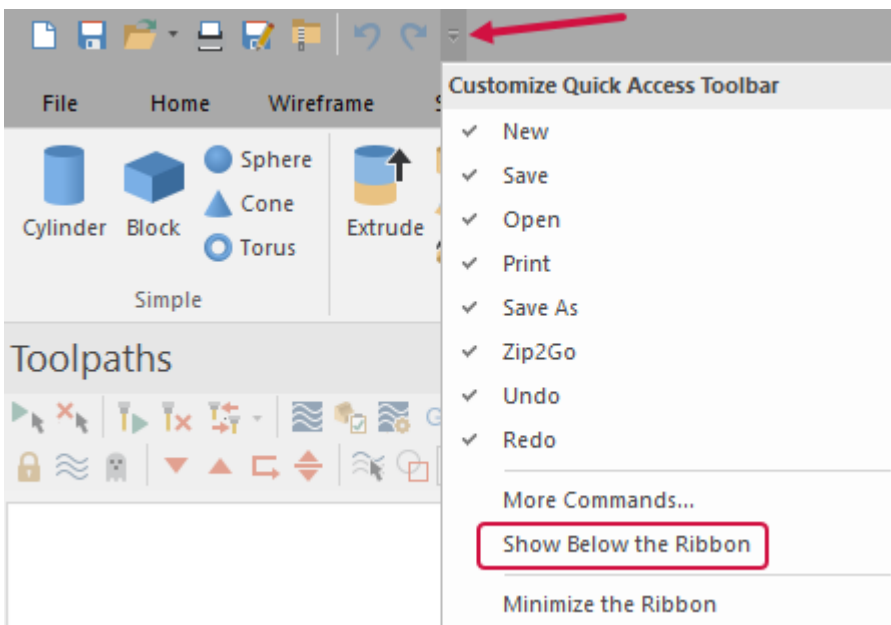 File Home Wireframe
Customize Quick Access Toolbar
New
Save
Open
Print
Save As
Zip2Go
Undo
Redo
More Commands...
Show Below the Ribbon
Minimize the Ribbon
Cylinder
Block
Sphere
Cone
Torus
Extrude
Simple
Toolpaths